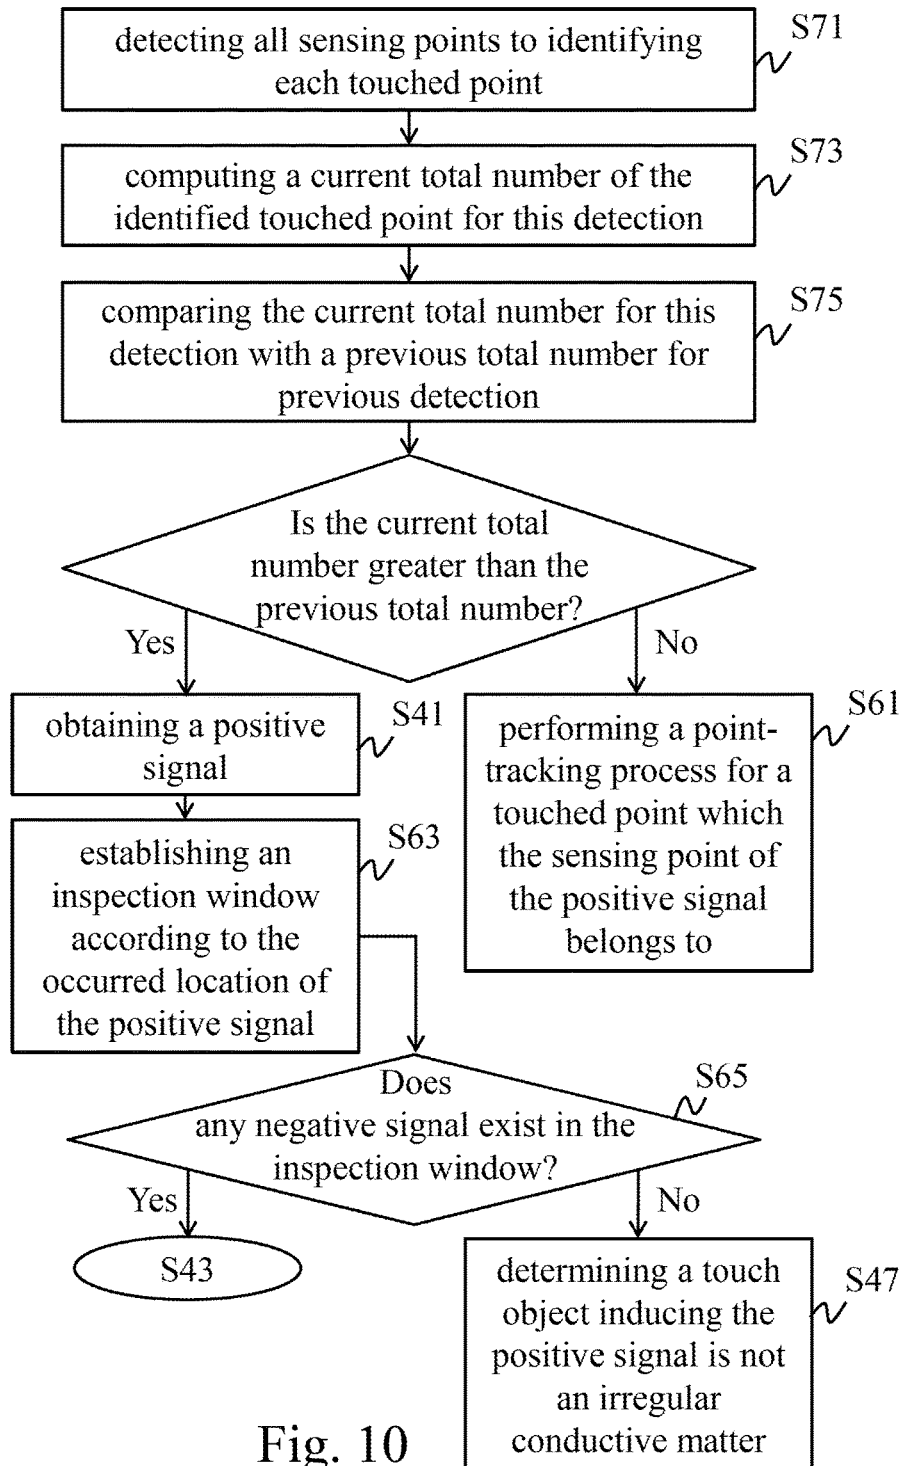 detecting all sensing points to identifying
each touched point
S71
computing a current total number of the
identified touched point for this detection
S73
comparing the current total number for this
detection with a previous total number for
previous detection
S75
Is the current total
number greater than the
previous total number?
Yes
No
obtaining a positive
signal
S41
performing a point-
tracking process for a
touched point which
the sensing point of
the positive signal
belongs to
S61
establishing an
inspection window
according to the
occurred location of
the positive signal
S63
Does
any negative signal exist in the
inspection window?
S65
Yes
No
S43
determining a touch
object inducing the
positive signal is not
an irregular
conductive matter
S47
Fig. 10